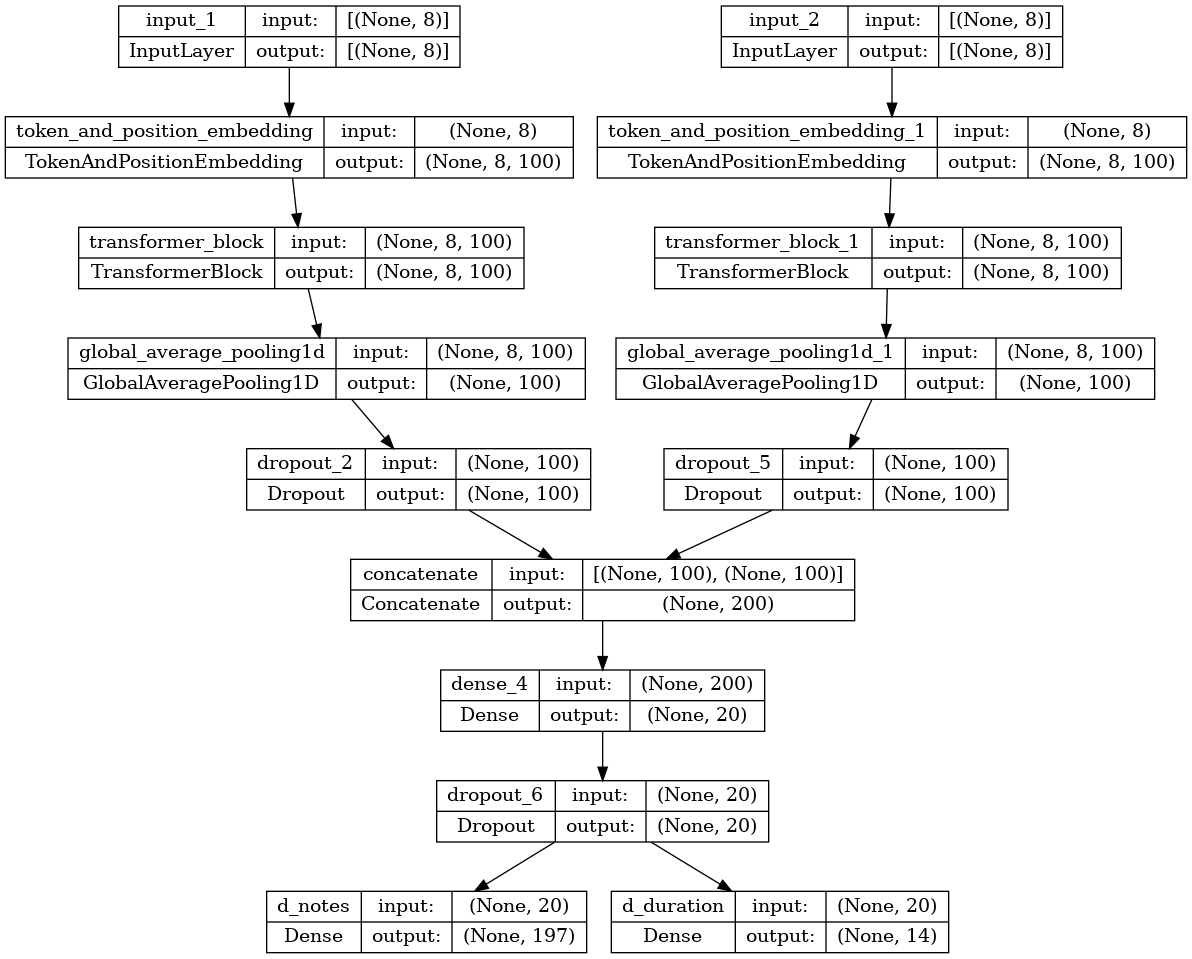 input_1 input: [(None, 8)]
InputLayer output: [(None, 8)]
input_2 input: [(None, 8)]
InputLayer output: [(None, 8)]
token_and_position_embedding input: (None, 8)
TokenAndPositionEmbedding output: (None, 8, 100)
token_and_position_embedding_1 input: (None, 8)
TokenAndPositionEmbedding output: (None, 8, 100)
transformer_block input: (None, 8, 100)
TransformerBlock output: (None, 8, 100)
transformer_block_1 input: (None, 8, 100)
TransformerBlock output: (None, 8, 100)
global_average_pooling1d input: (None, 8, 100)
GlobalAveragePooling1D output: (None, 100)
global_average_pooling1d_1 input: (None, 8, 100)
GlobalAveragePooling1D output: (None, 100)
dropout_2 input: (None, 100)
Dropout output: (None, 100)
dropout_5 input: (None, 100)
Dropout output: (None, 100)
concatenate input: [(None, 100), (None, 100)]
Concatenate output: (None, 200)
dense_4 input: (None, 200)
Dense output: (None, 20)
dropout_6 input: (None, 20)
Dropout output: (None, 20)
d_notes input: (None, 20)
Dense output: (None, 197)
d_duration input: (None, 20)
Dense output: (None, 14)